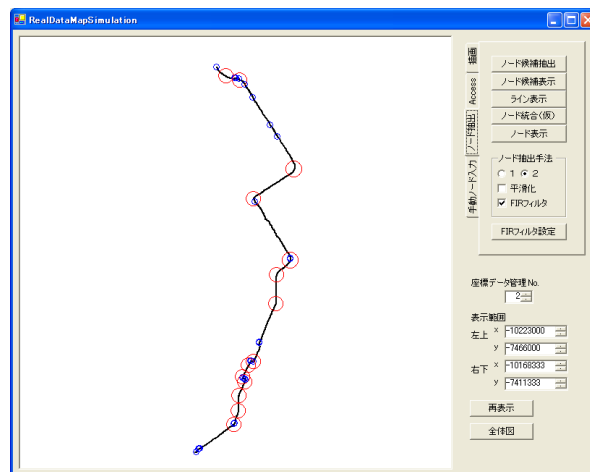 RealDataMapSimulation
描画
Access
ノード抽出
手動ノード入力
ノード候補抽出
ノード候補表示
ライン表示
ノード統合(仮)
ノード表示
ノード抽出手法
1 2
平滑化
FIRフィルタ
FIRフィルタ設定
座標データ管理No.
2
表示範囲
左上 x -10223000
y -7466000
右下 x -10168333
y -7411333
再表示
全体図